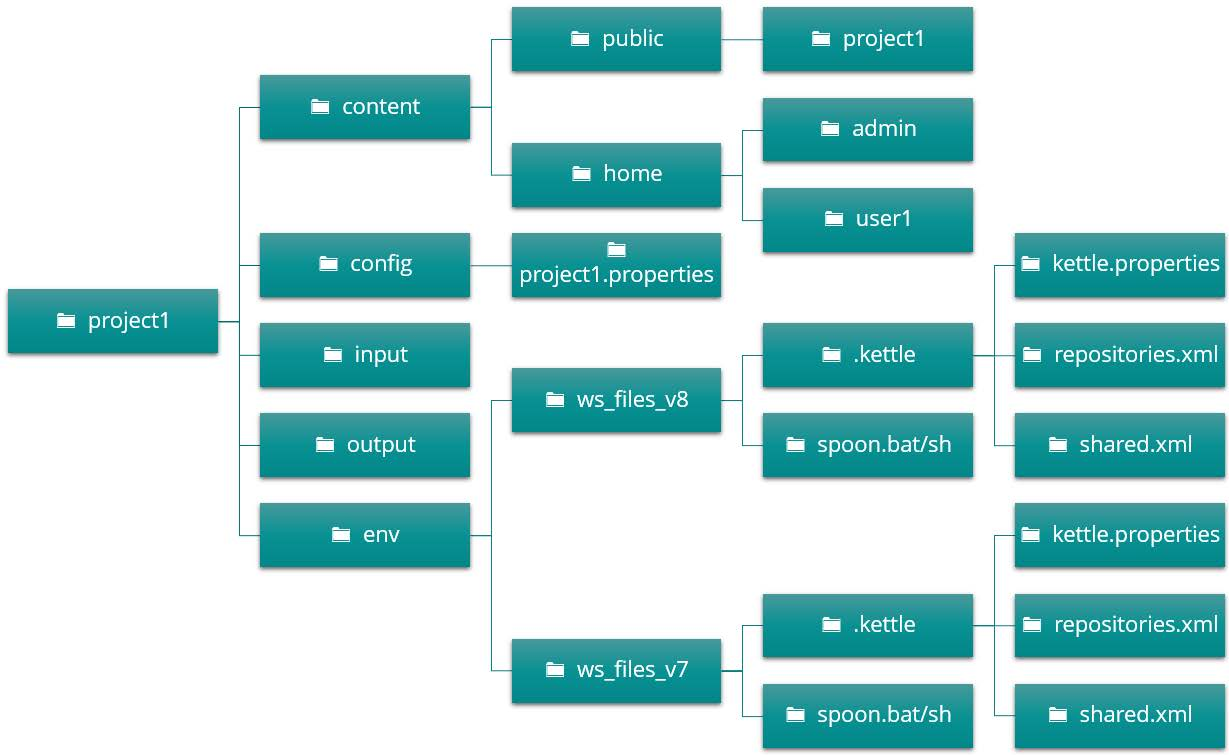 public
project1
content
admin
home
user1
config
project1.properties
kettle.properties
project1
input
.kettle
repositories.xml
ws_files_v8
output
spoon.bat/sh
shared.xml
env
kettle.properties
.kettle
repositories.xml
ws_files_v7
spoon.bat/sh
shared.xml